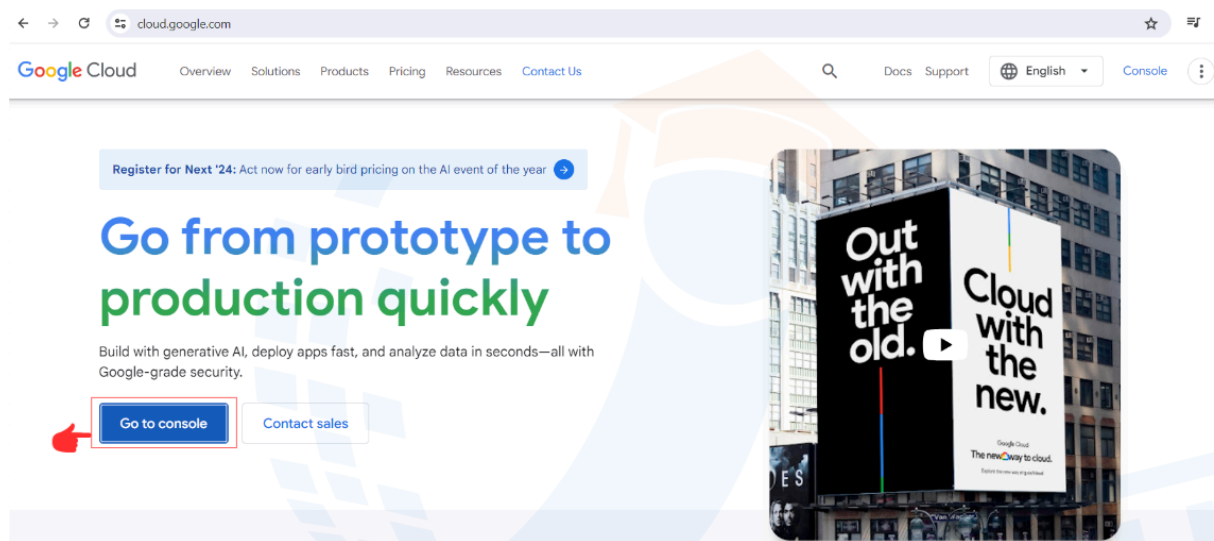 cloud.google.com
Google Cloud
Overview Solutions Products Pricing Resources Contact Us
Docs Support English Console
Register for Next '24: Act now for early bird pricing on the AI event of the year
Go from prototype to
production quickly
Build with generative AI, deploy apps fast, and analyze data in seconds—all with
Google-grade security.
Go to console Contact sales
Out
with
the
old.
Cloud
with
the
new.
Google Cloud
The new way to cloud.
DES
Van Wagner